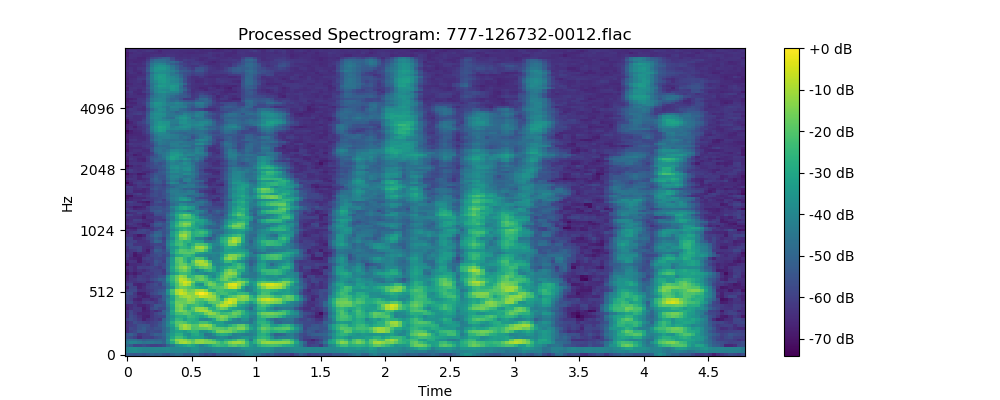 Processed Spectrogram: 777-126732-0012.flac
+0 dB
4096
-10 dB
-20 dB
2048
-30 dB
Hz
1024
-40 dB
-50 dB
512
-60 dB
-70 dB
0
0 0.5 1 1.5 2 2.5 3 3.5 4 4.5
Time